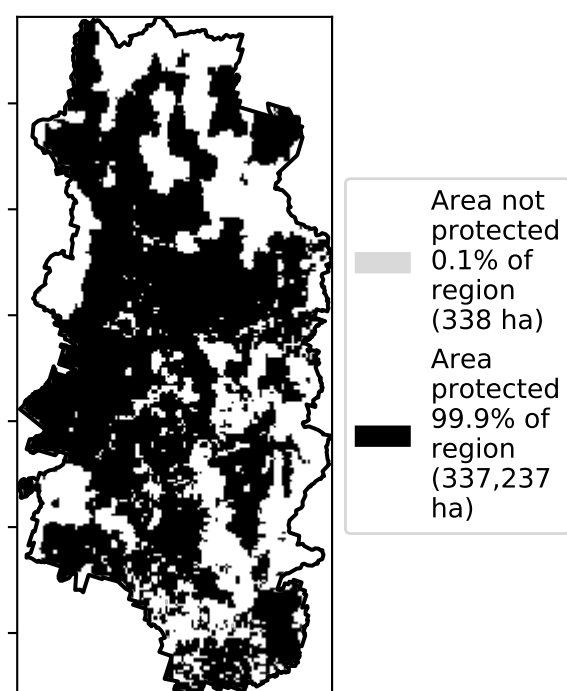 Area not
protected
0.1% of
region
(338 ha)
Area
protected
99.9% of
region
(337,237
ha)